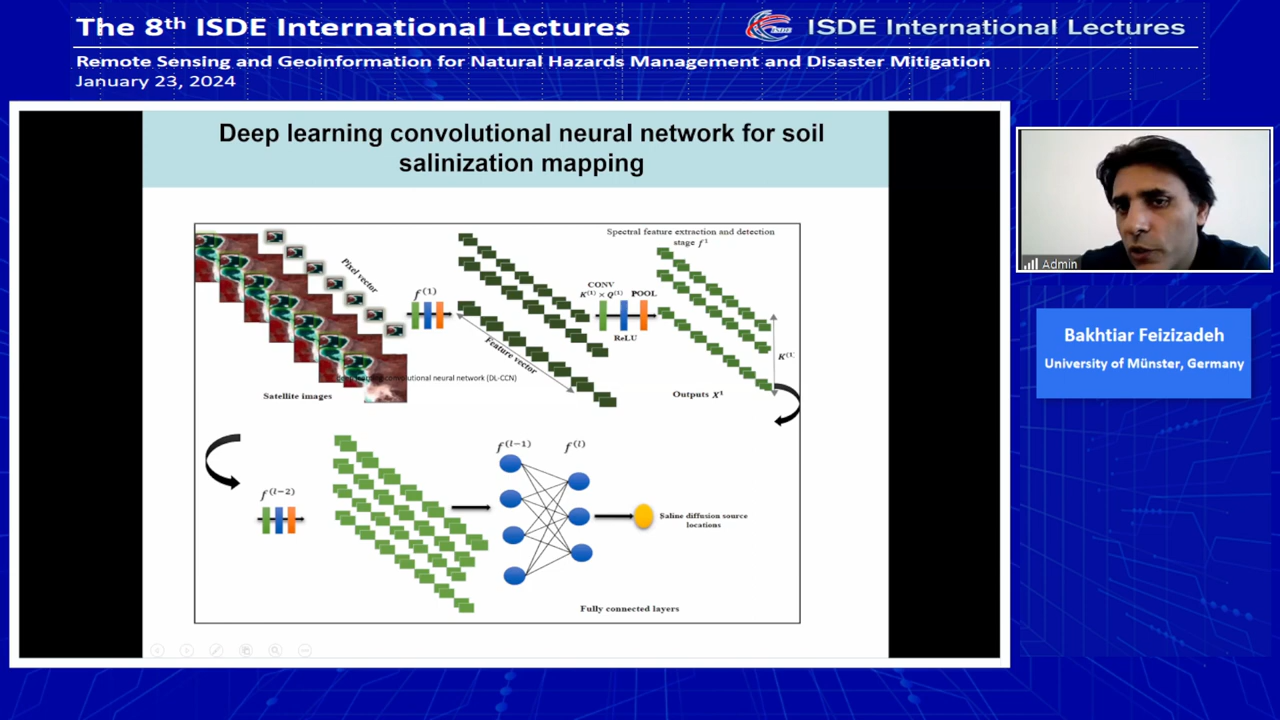 The 8th ISDE International Lectures
ISDE
ISDE International Lectures
Remote Sensing and Geoinformation for Natural Hazards Management and Disaster Mitigation
January 23, 2024
Deep learning convolutional neural network for soil
salinization mapping
Spectral feature extraction and detection
stage f¹
Pixel vector
f⁽¹⁾
CONV
K⁽¹⁾ × Q⁽¹⁾
POOL
ReLU
Feature vector
K⁽¹
convolutional neural network (DL-CCN)
Satellite images
Outputs X¹
f⁽ˡ⁻¹⁾
f⁽ˡ⁾
f⁽ˡ⁻²⁾
Saline diffusion source
locations
Fully connected layers
Admin
Bakhtiar Feizizadeh
University of Münster, Germany